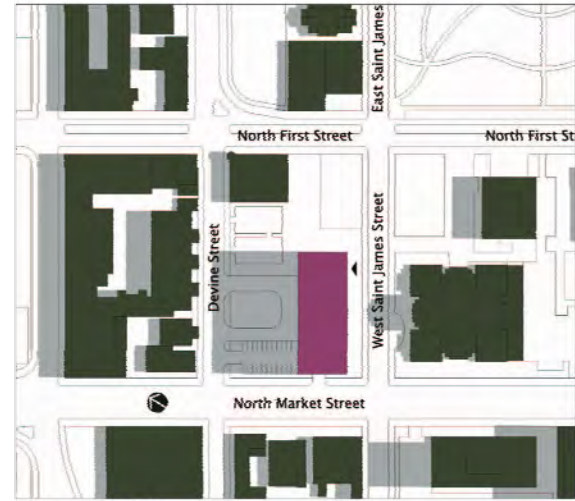 East Saint James
North First Street
North First St
Devine Street
West Saint James Street
North Market Street